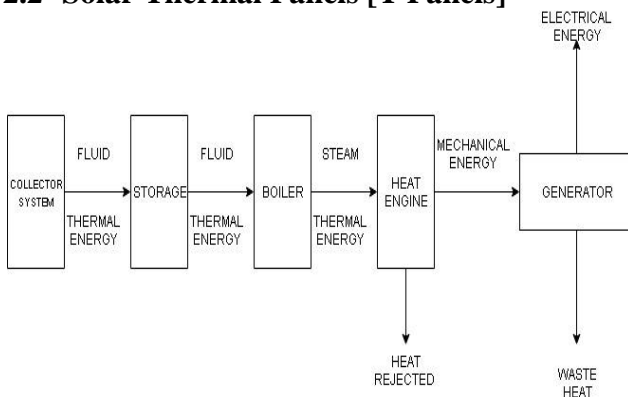 2.2 Solar Thermal Panels [T-Panels]
ELECTRICAL
ENERGY
COLLECTOR
SYSTEM
FLUID
THERMAL
ENERGY
STORAGE
FLUID
THERMAL
ENERGY
BOILER
STEAM
THERMAL
ENERGY
HEAT
ENGINE
MECHANICAL
ENERGY
GENERATOR
HEAT
REJECTED
WASTE
HEAT